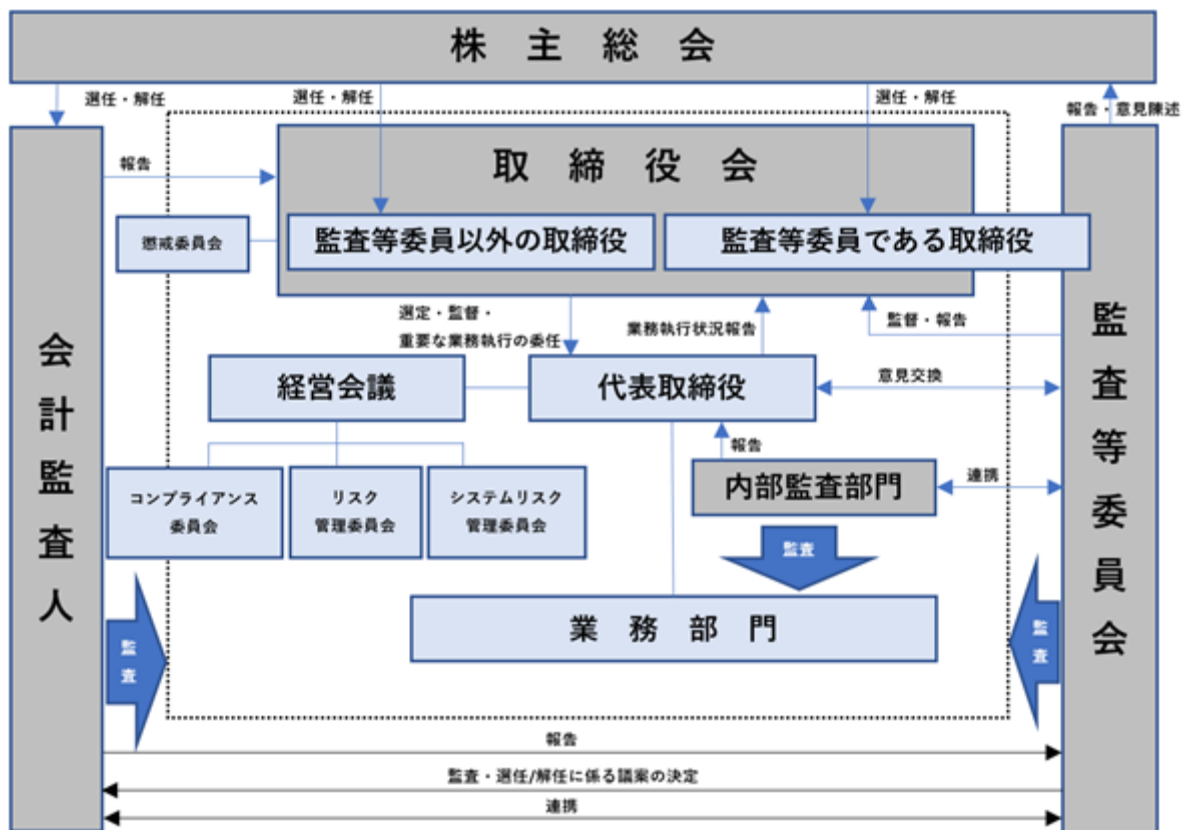 株主総会
選任・解任
選任・解任
選任・解任
報告・意見陳述
会計監査人
報告
取締役会
懲戒委員会
監査等委員以外の取締役
監査等委員である取締役
監査等委員会
選定・監督・
重要な業務執行の委任
業務執行状況報告
監督・報告
経営会議
代表取締役
意見交換
報告
コンプライアンス
委員会
リスク
管理委員会
システムリスク
管理委員会
内部監査部門
連携
監査
業務部門
監査
監査
報告
監査・選任/解任に係る議案の決定
連携